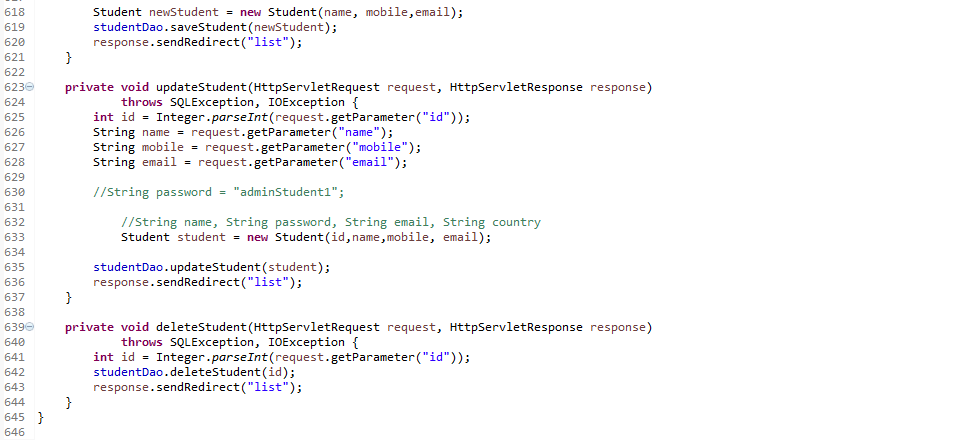 618 Student newStudent = new Student(name, mobile,email);
619 studentDao.saveStudent(newStudent);
620 response.sendRedirect("list");
621 }
622
623 private void updateStudent(HttpServletRequest request, HttpServletResponse response)
624 throws SQLException, IOException {
625 int id = Integer.parseInt(request.getParameter("id"));
626 String name = request.getParameter("name");
627 String mobile = request.getParameter("mobile");
628 String email = request.getParameter("email");
629
630 //String password = "adminStudent1";
631
632 //String name, String password, String email, String country
633 Student student = new Student(id,name,mobile, email);
634
635 studentDao.updateStudent(student);
636 response.sendRedirect("list");
637 }
638
639 private void deleteStudent(HttpServletRequest request, HttpServletResponse response)
640 throws SQLException, IOException {
641 int id = Integer.parseInt(request.getParameter("id"));
642 studentDao.deleteStudent(id);
643 response.sendRedirect("list");
644 }
645 }
646